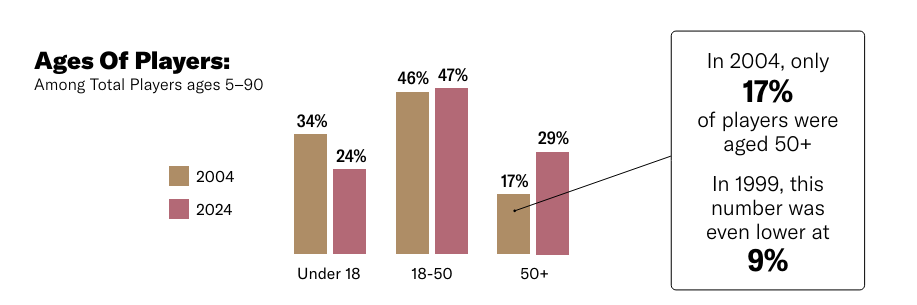 Ages Of Players:
Among Total Players ages 5–90
2004
2024
34%
24%
46%
47%
17%
29%
Under 18
18-50
50+
In 2004, only
17%
of players were
aged 50+
In 1999, this
number was
even lower at
9%